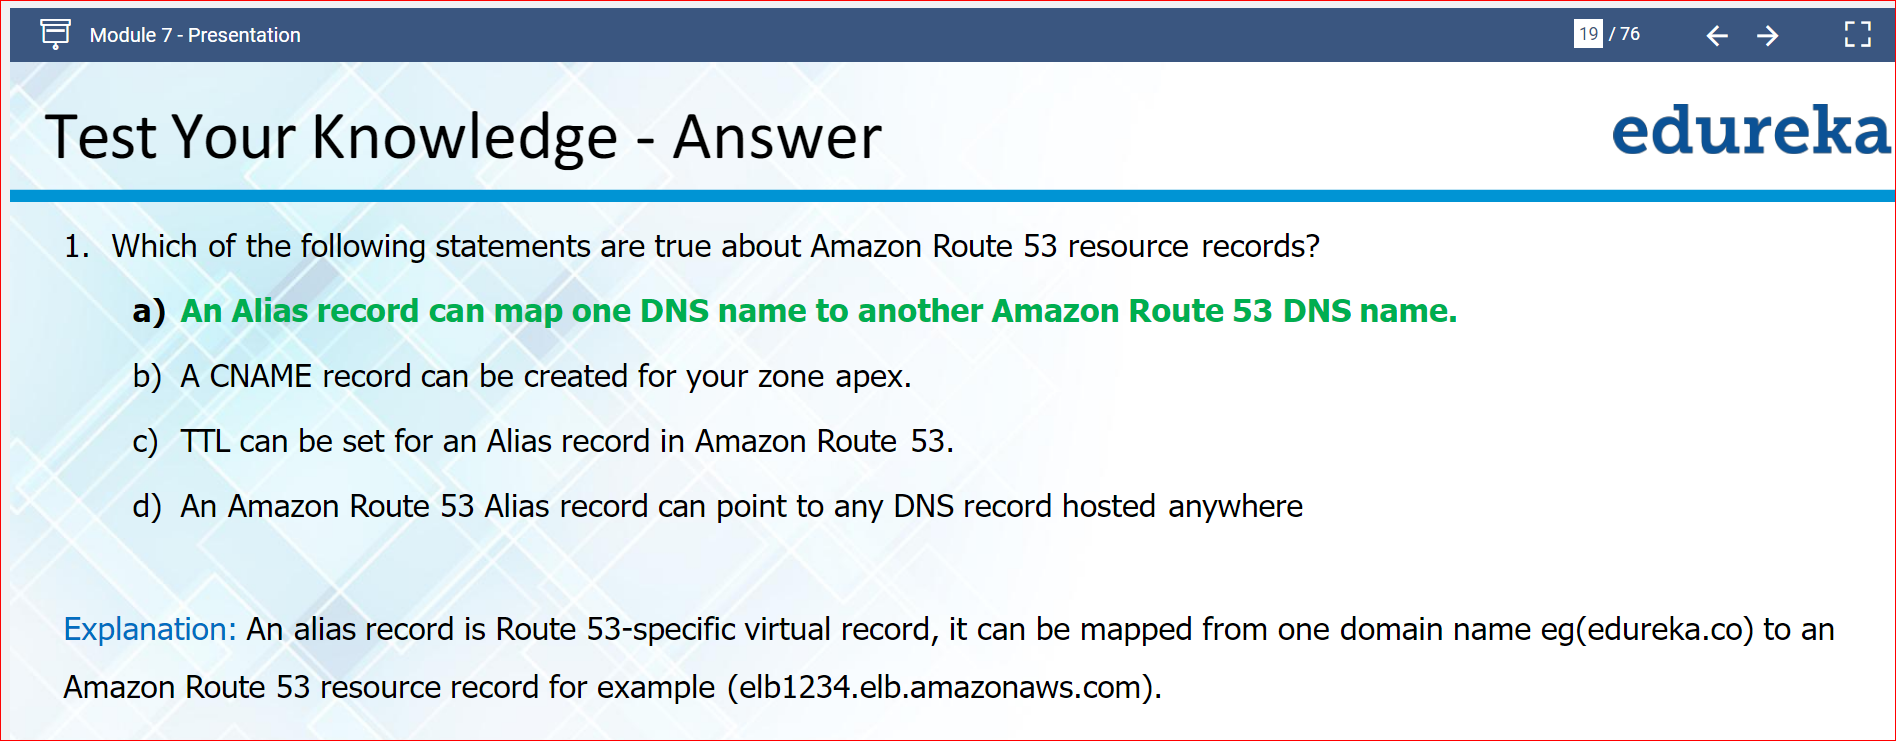 Module 7 - Presentation
19 / 76
Test Your Knowledge - Answer
edureka
1. Which of the following statements are true about Amazon Route 53 resource records?
a) An Alias record can map one DNS name to another Amazon Route 53 DNS name.
b) A CNAME record can be created for your zone apex.
c) TTL can be set for an Alias record in Amazon Route 53.
d) An Amazon Route 53 Alias record can point to any DNS record hosted anywhere
Explanation: An alias record is Route 53-specific virtual record, it can be mapped from one domain name eg(edureka.co) to an
Amazon Route 53 resource record for example (elb1234.elb.amazonaws.com).